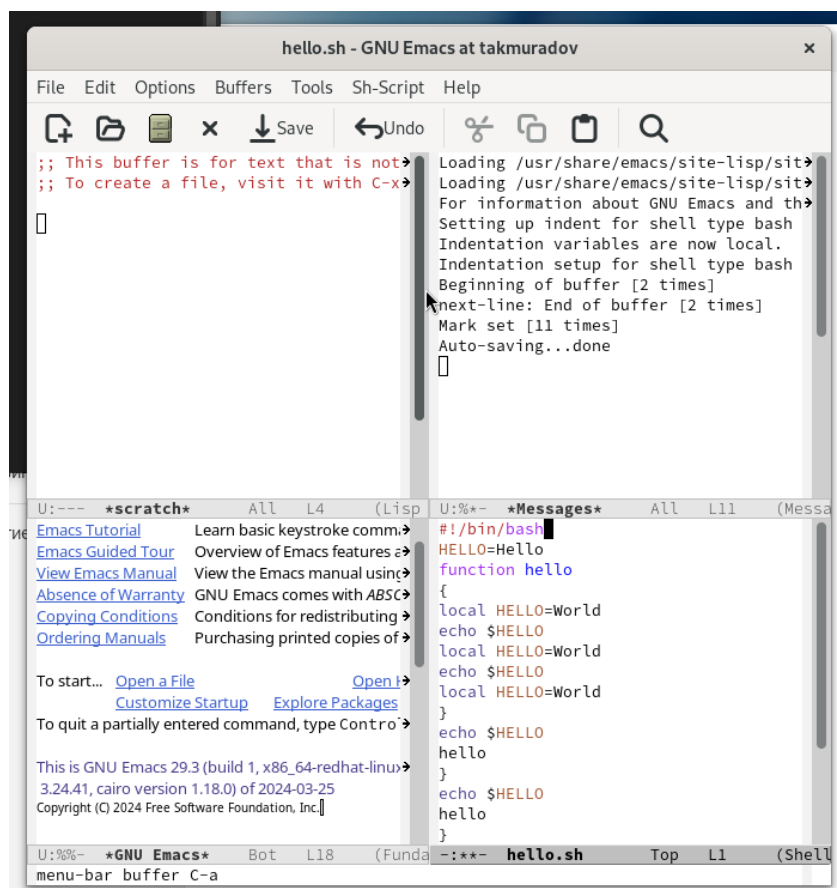 hello.sh - GNU Emacs at takmuradov
File Edit Options Buffers Tools Sh-Script Help
Save Undo
;; This buffer is for text that is not
;; To create a file, visit it with C-x
U:--- *scratch* All L4 (Lisp
Loading /usr/share/emacs/site-lisp/sit
Loading /usr/share/emacs/site-lisp/sit
For information about GNU Emacs and th
Setting up indent for shell type bash
Indentation variables are now local.
Indentation setup for shell type bash
Beginning of buffer [2 times]
next-line: End of buffer [2 times]
Mark set [11 times]
Auto-saving...done
U:%*- *Messages* All L11 (Messa
Emacs Tutorial Learn basic keystroke comma
Emacs Guided Tour Overview of Emacs features
View Emacs Manual View the Emacs manual using
Absence of Warranty GNU Emacs comes with ABSO
Copying Conditions Conditions for redistributing
Ordering Manuals Purchasing printed copies of
To start... Open a File Open
Customize Startup Explore Packages
To quit a partially entered command, type Contro
This is GNU Emacs 29.3 (build 1, x86_64-redhat-linux
3.24.41, cairo version 1.18.0) of 2024-03-25
Copyright (C) 2024 Free Software Foundation, Inc.
U:%%- *GNU Emacs* Bot L18 (Funda
#!/bin/bash
HELLO=Hello
function hello
{
local HELLO=World
echo $HELLO
local HELLO=World
echo $HELLO
local HELLO=World
}
echo $HELLO
hello
}
echo $HELLO
hello
}
-:**- hello.sh Top L1 (Shell
menu-bar buffer C-a